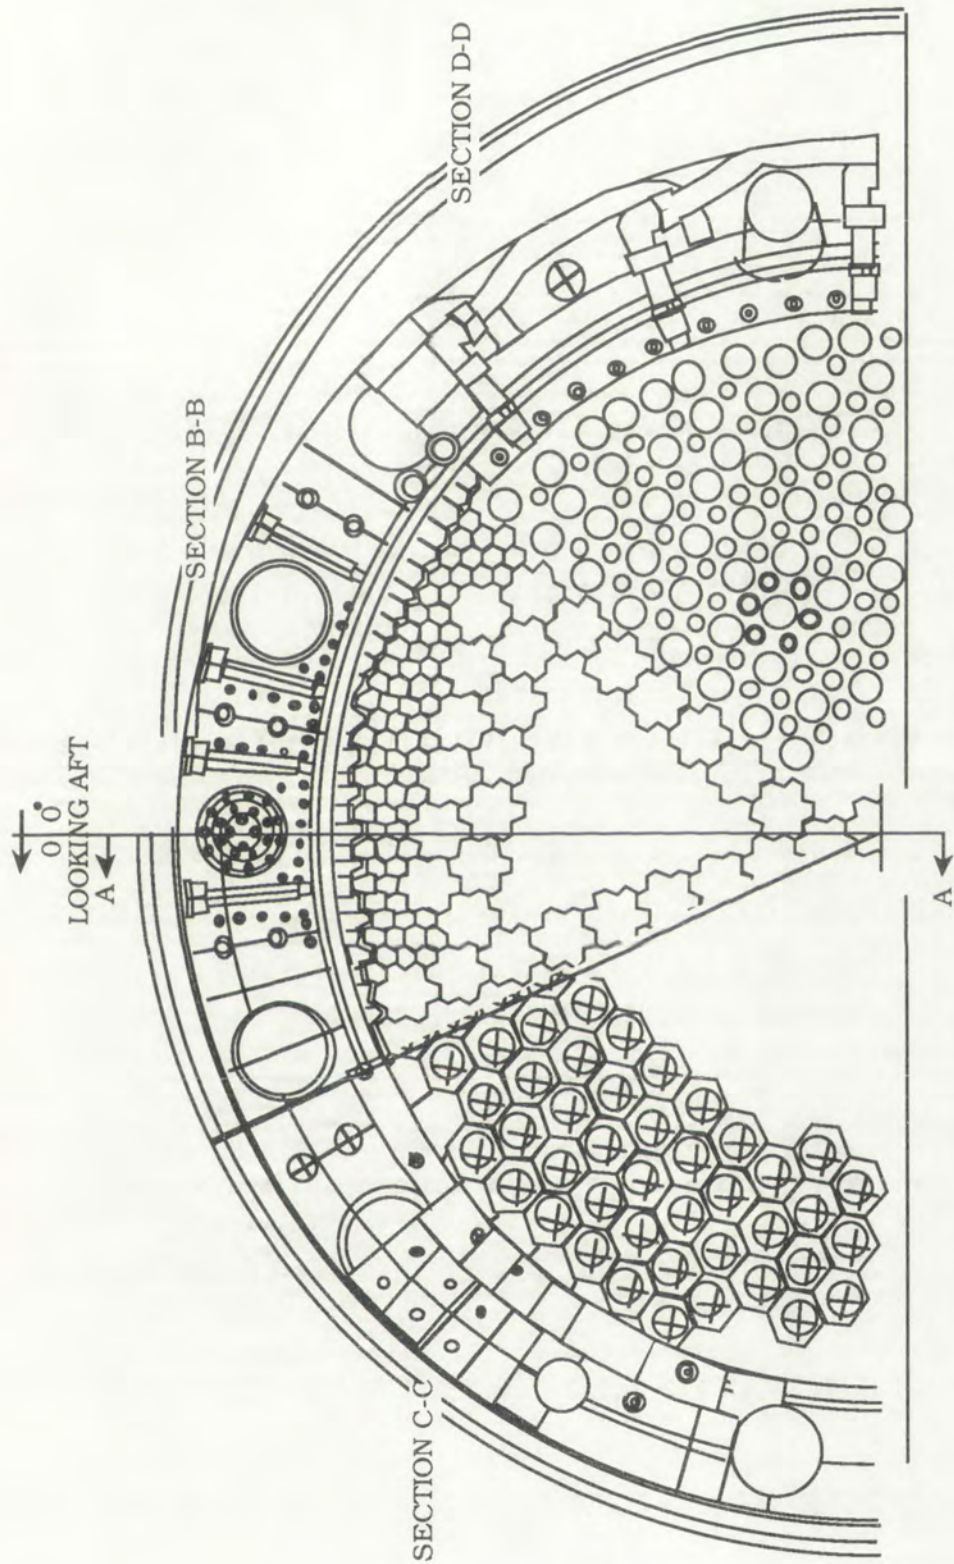 SECTION C-C
SECTION B-B
SECTION D-D
0 0°
LOOKING AFT
A
A